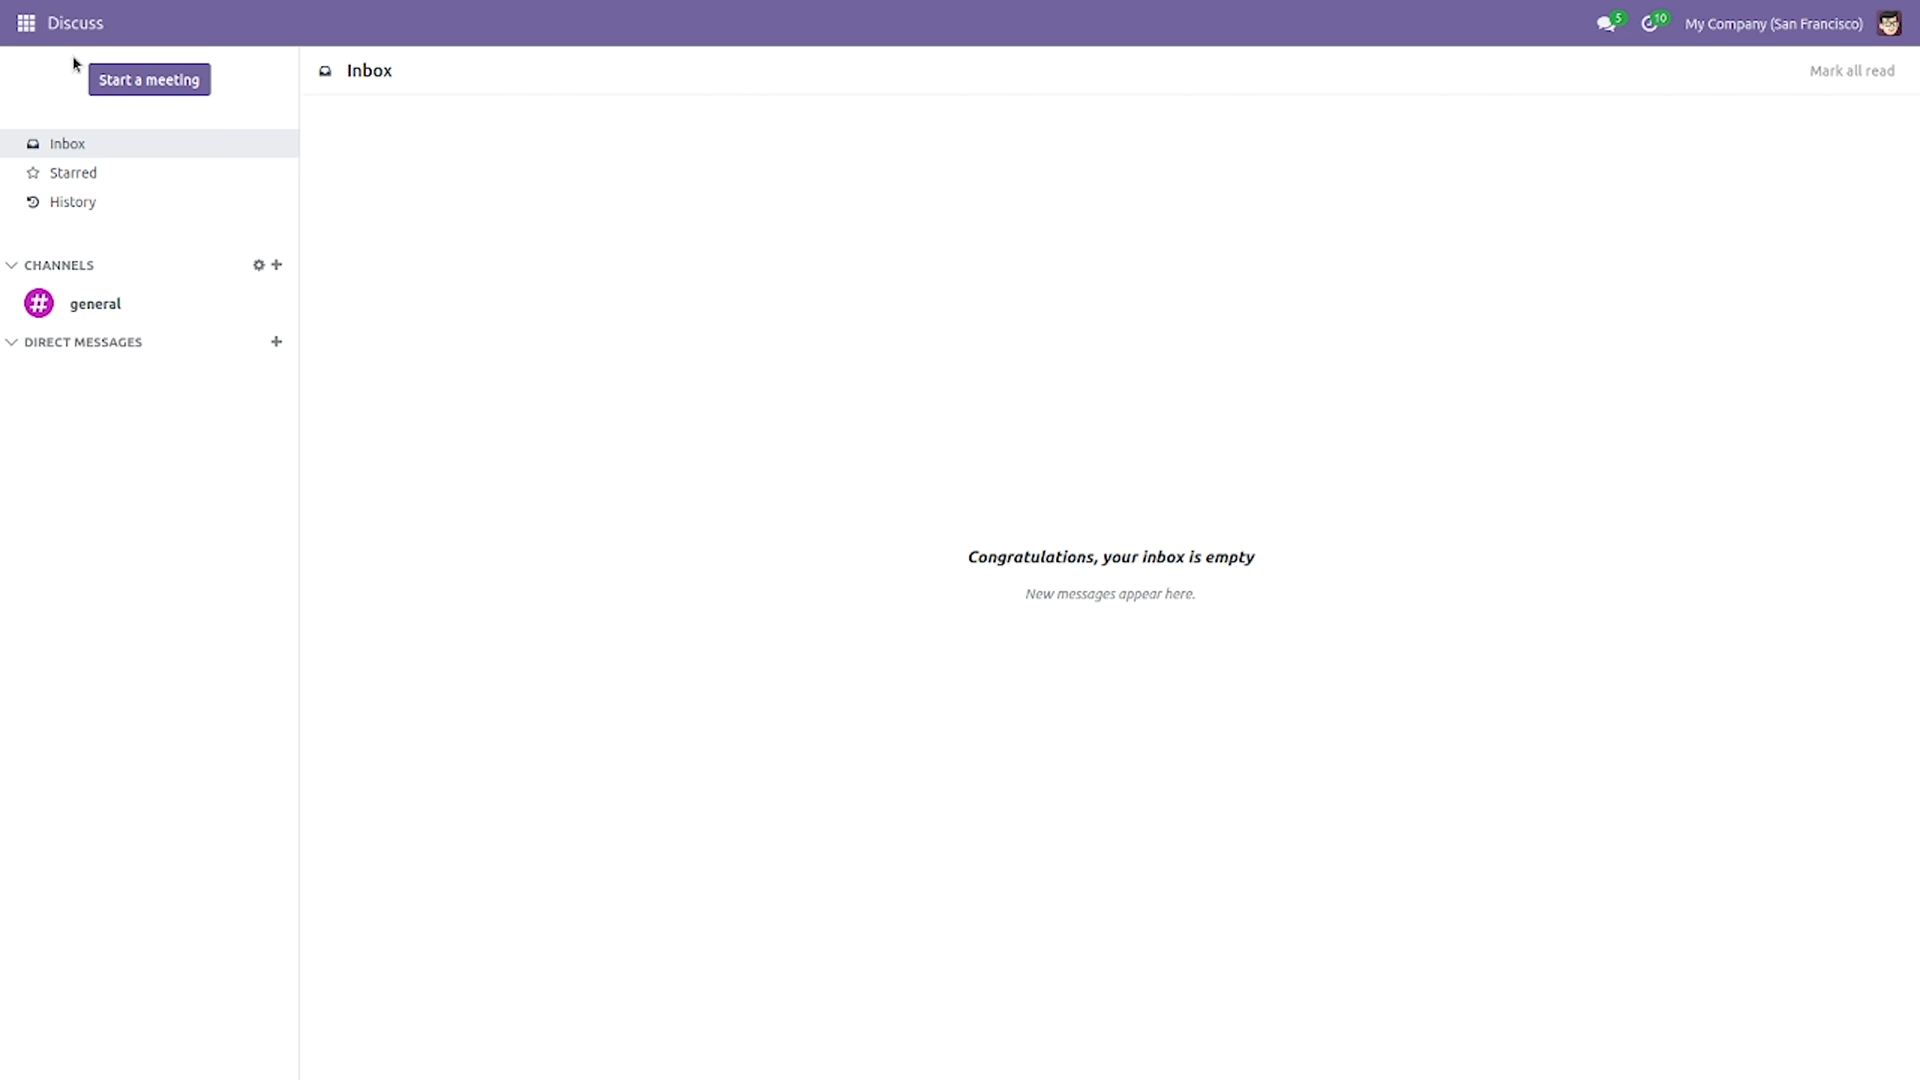 Discuss
5
10
My Company (San Francisco)
Start a meeting
Inbox
Mark all read
Inbox
Starred
History
CHANNELS
general
DIRECT MESSAGES
Congratulations, your inbox is empty
New messages appear here.